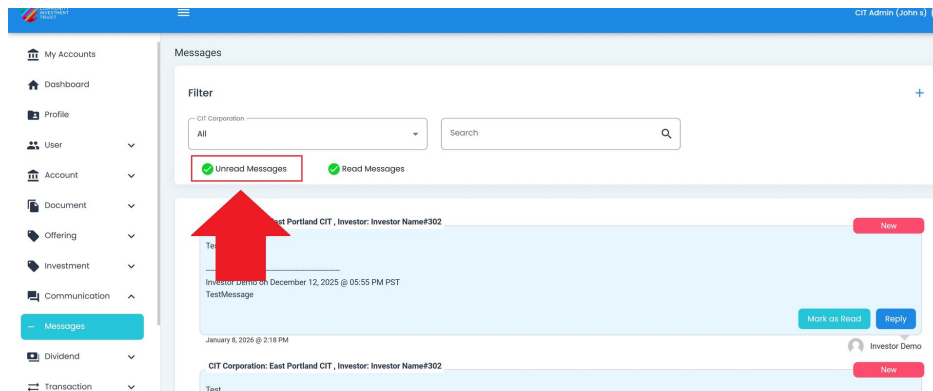 COMMUNITY
INVESTMENT
TRUST
CIT Admin (John s)
My Accounts
Dashboard
Profile
User
Account
Document
Offering
Investment
Communication
Messages
Dividend
Transaction
Messages
Filter
CIT Corporation
All
Search
Unread Messages
Read Messages
East Portland CIT , Investor: Investor Name#302
New
Investor Demo on December 12, 2025 @ 05:55 PM PST
TestMessage
Mark as Read
Reply
January 8, 2026 @ 2:18 PM
Investor Demo
CIT Corporation: East Portland CIT , Investor: Investor Name#302
New
Test